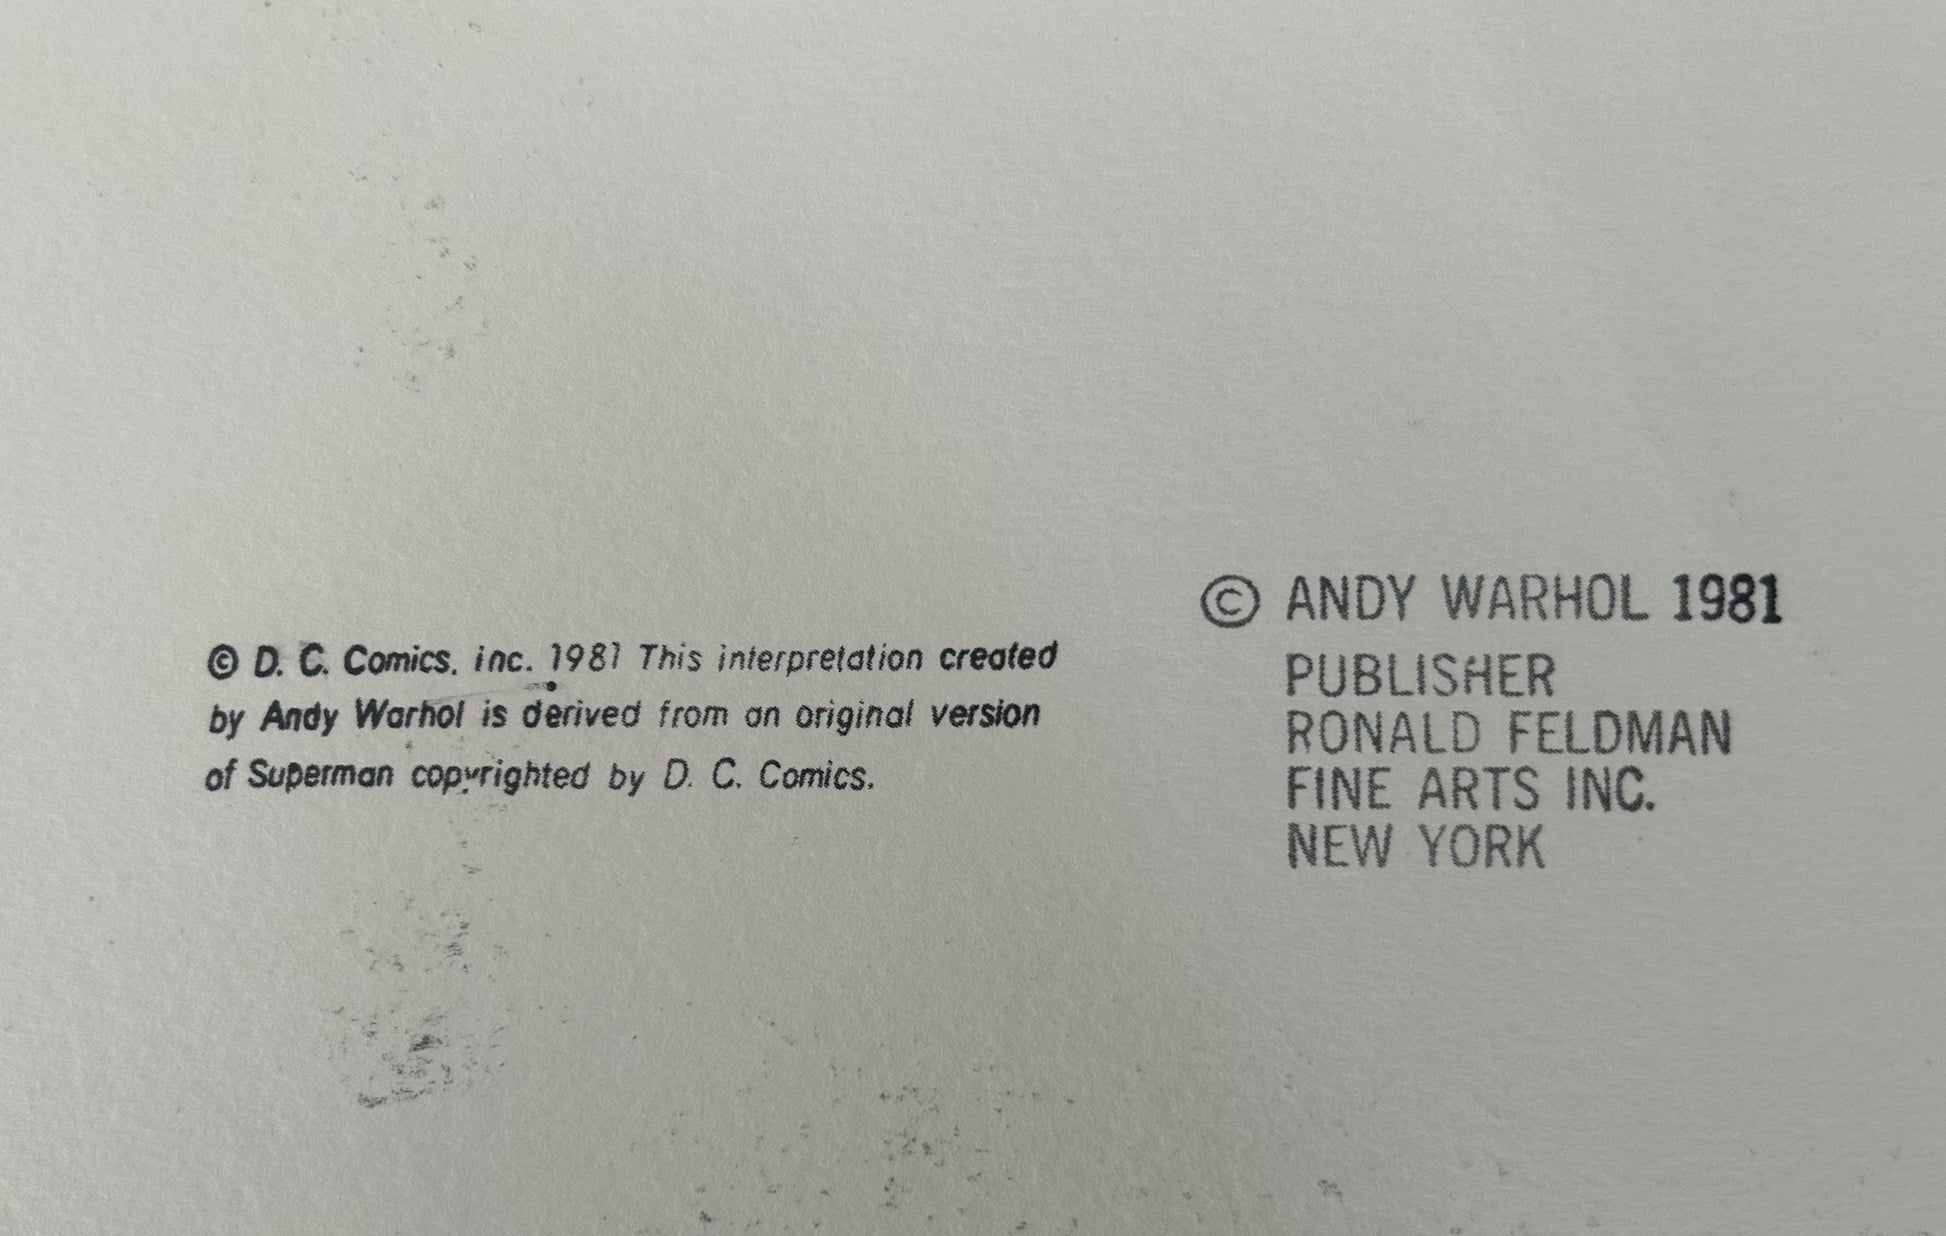 © D. C. Comics. inc. 1981 This interpretation created
by Andy Warhol is derived from an original version
of Superman copyrighted by D. C. Comics.
© ANDY WARHOL 1981
PUBLISHER
RONALD FELDMAN
FINE ARTS INC.
NEW YORK